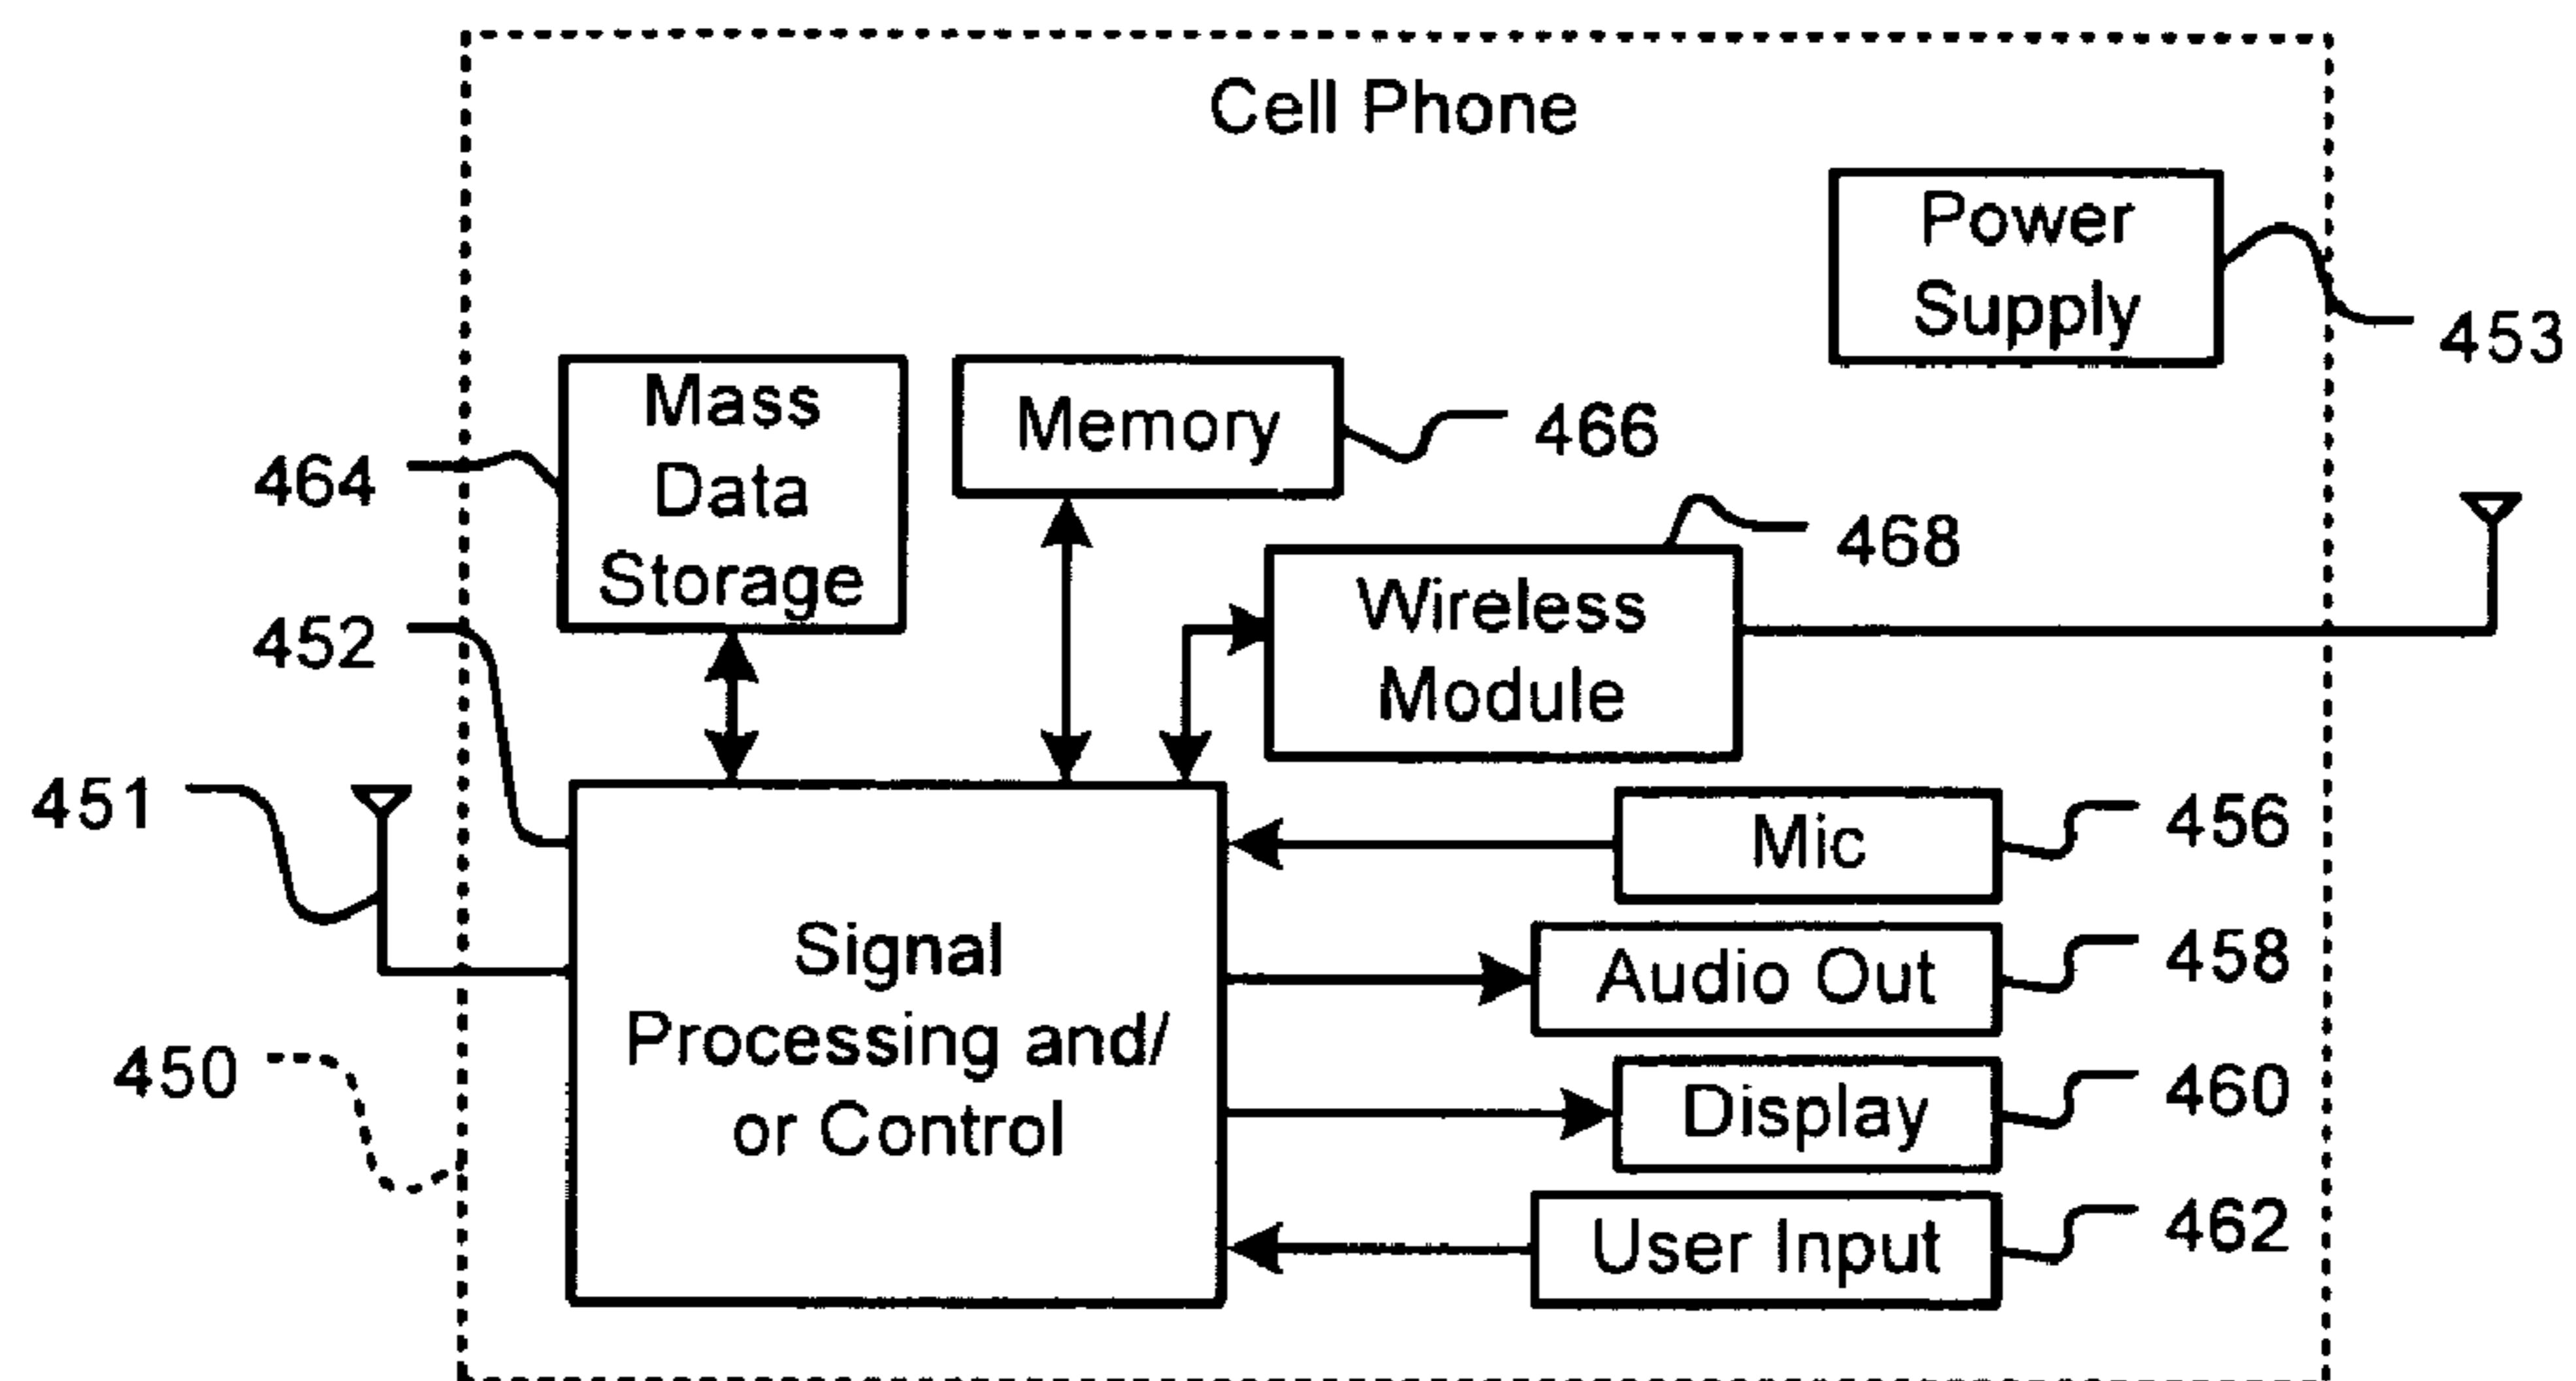 Cell Phone
Power
Supply
453
Mass
Data
Storage
464
Memory
466
468
Wireless
Module
452
451
Mic
456
Signal
Processing and/
or Control
Audio Out
458
450
Display
460
User Input
462